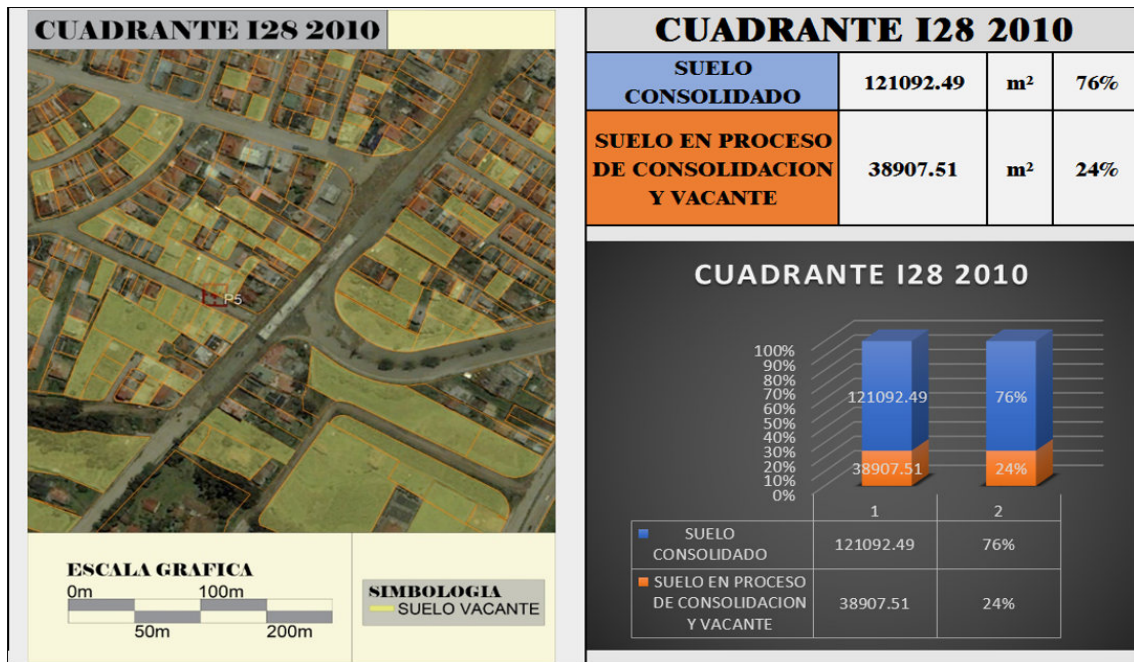 CUADRANTE I28 2010
P5
ESCALA GRAFICA
0m 100m
50m 200m
SIMBOLOGIA
SUELO VACANTE
CUADRANTE I28 2010
SUELO
CONSOLIDADO
121092.49 m² 76%
SUELO EN PROCESO
DE CONSOLIDACION
Y VACANTE
38907.51 m² 24%
CUADRANTE I28 2010
100%
90%
80%
70%
60%
50%
40%
30%
20%
10%
0%
121092.49 76%
38907.51 24%
1 2
SUELO
CONSOLIDADO
121092.49 76%
SUELO EN PROCESO
DE CONSOLIDACION
Y VACANTE
38907.51 24%